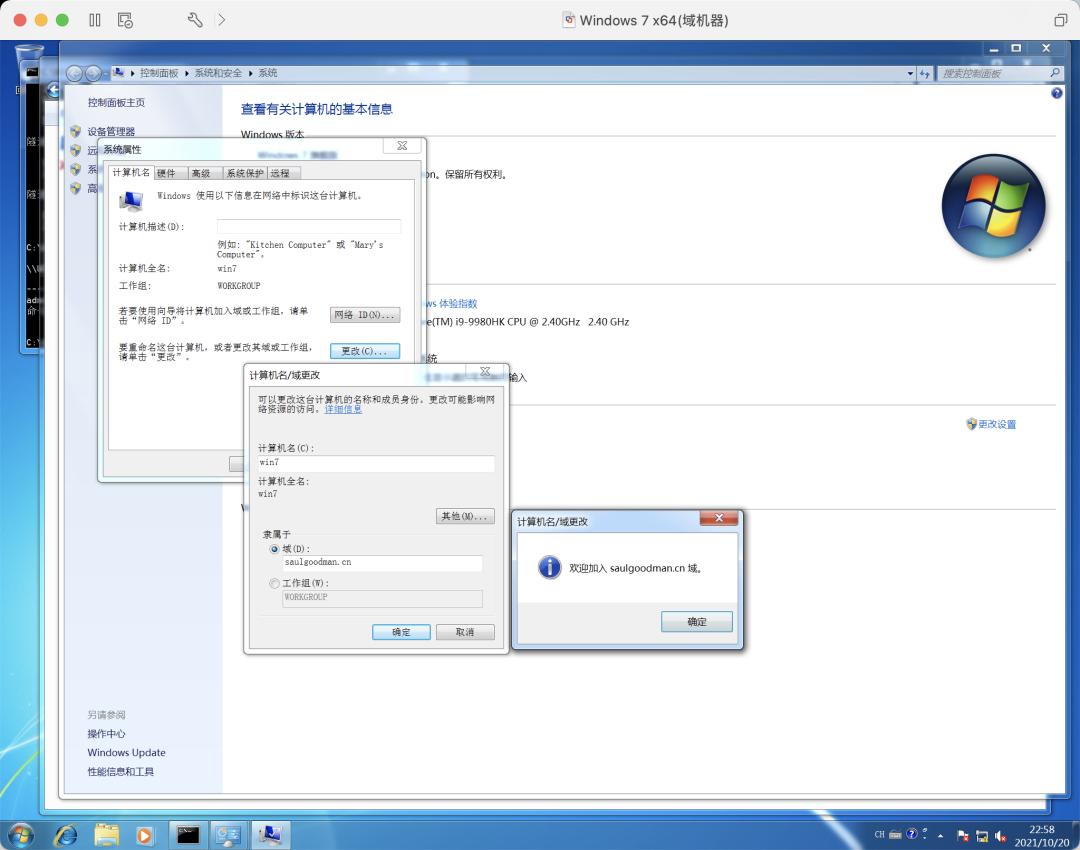 Windows 7 x64(域机器)
控制面板 ▸ 系统和安全 ▸ 系统
搜索控制面板
控制面板主页
设备管理器
查看有关计算机的基本信息
Windows 版本
on。保留所有权利。
隧
隧
C:\
\\
adm
命
C:\
远
系
高
系统属性
计算机名 硬件 高级 系统保护 远程
Windows 使用以下信息在网络中标识这台计算机。
计算机描述(D):
例如: "Kitchen Computer" 或 "Mary's
Computer"。
计算机全名: win7
工作组: WORKGROUP
若要使用向导将计算机加入域或工作组，请单
击“网络 ID”。
网络 ID(N)...
要重命名这台计算机，或者更改其域或工作组，
请单击“更改”。
更改(C)...
ws 体验指数
e(TM) i9-9980HK CPU @ 2.40GHz 2.40 GHz
统
输入
更改设置
计算机名/域更改
可以更改这台计算机的名称和成员身份。更改可能影响网
络资源的访问。详细信息
计算机名(C):
win7
计算机全名:
win7
其他(M)...
隶属于
域(D):
saulgoodman.cn
工作组(W):
WORKGROUP
确定 取消
计算机名/域更改
欢迎加入 saulgoodman.cn 域。
确定
另请参阅
操作中心
Windows Update
性能信息和工具
CH
22:58
2021/10/20